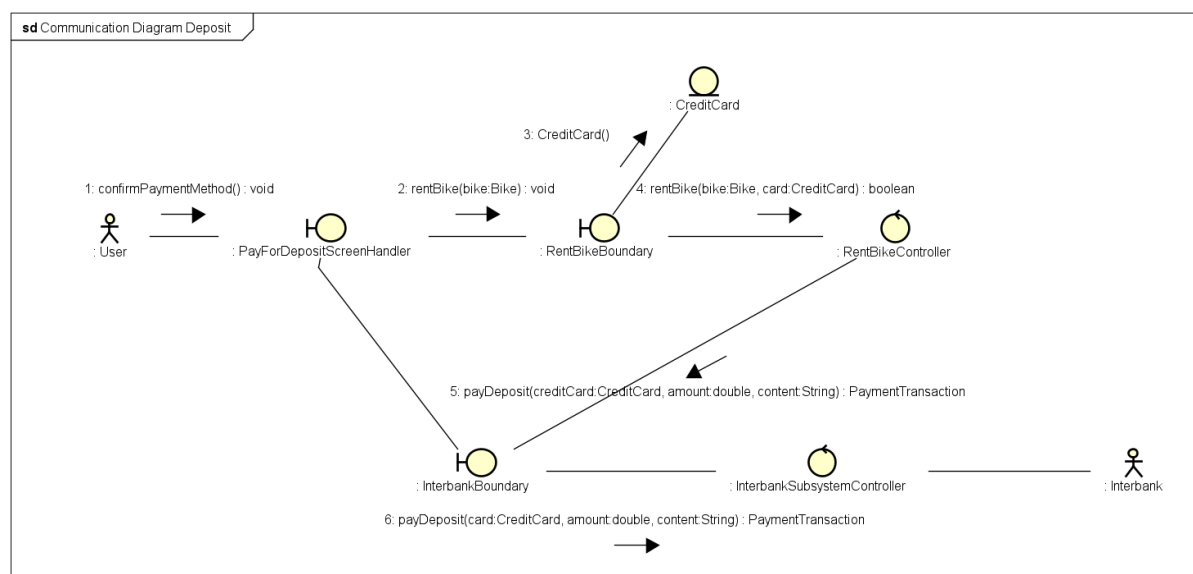 sd Communication Diagram Deposit
: CreditCard
3: CreditCard()
1: confirmPaymentMethod() : void
2: rentBike(bike:Bike) : void
4: rentBike(bike:Bike, card:CreditCard) : boolean
: User
: PayForDepositScreenHandler
: RentBikeBoundary
: RentBikeController
5: payDeposit(creditCard:CreditCard, amount:double, content:String) : PaymentTransaction
: InterbankBoundary
: InterbankSubsystemController
: Interbank
6: payDeposit(card:CreditCard, amount:double, content:String) : PaymentTransaction